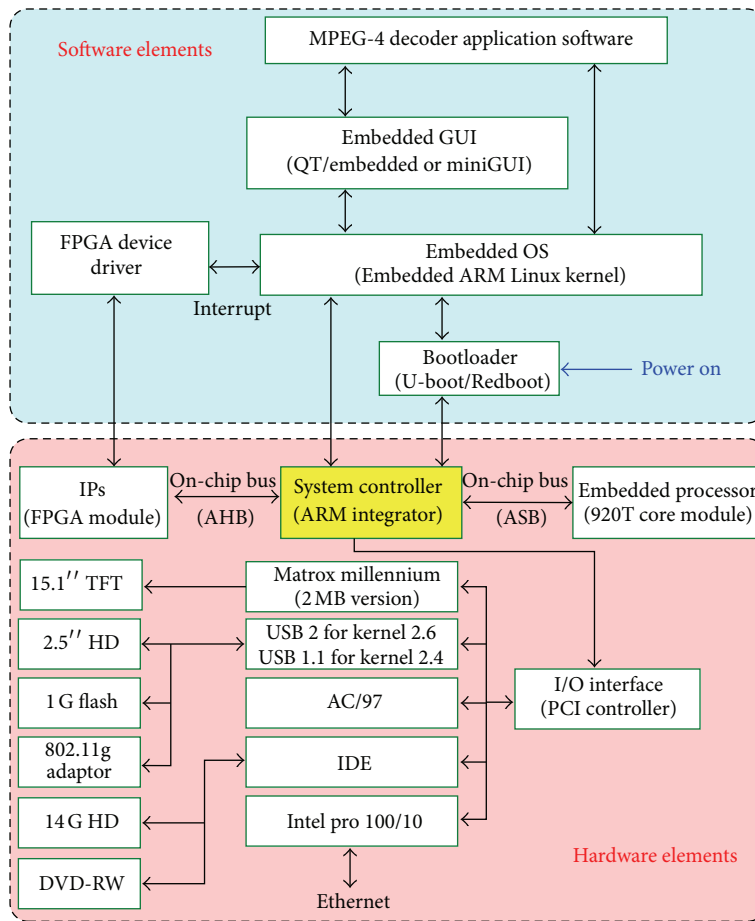 Software elements
MPEG-4 decoder application software
Embedded GUI
(QT/embedded or miniGUI)
FPGA device
driver
Embedded OS
(Embedded ARM Linux kernel)
Interrupt
Bootloader
(U-boot/Redboot)
Power on
IPs
(FPGA module)
On-chip bus
(AHB)
System controller
(ARM integrator)
On-chip bus
(ASB)
Embedded processor
(920T core module)
15.1′′ TFT
Matrox millennium
(2 MB version)
2.5′′ HD
USB 2 for kernel 2.6
USB 1.1 for kernel 2.4
I/O interface
(PCI controller)
1 G flash
AC/97
802.11g
adaptor
IDE
14 G HD
Intel pro 100/10
Hardware elements
DVD-RW
Ethernet